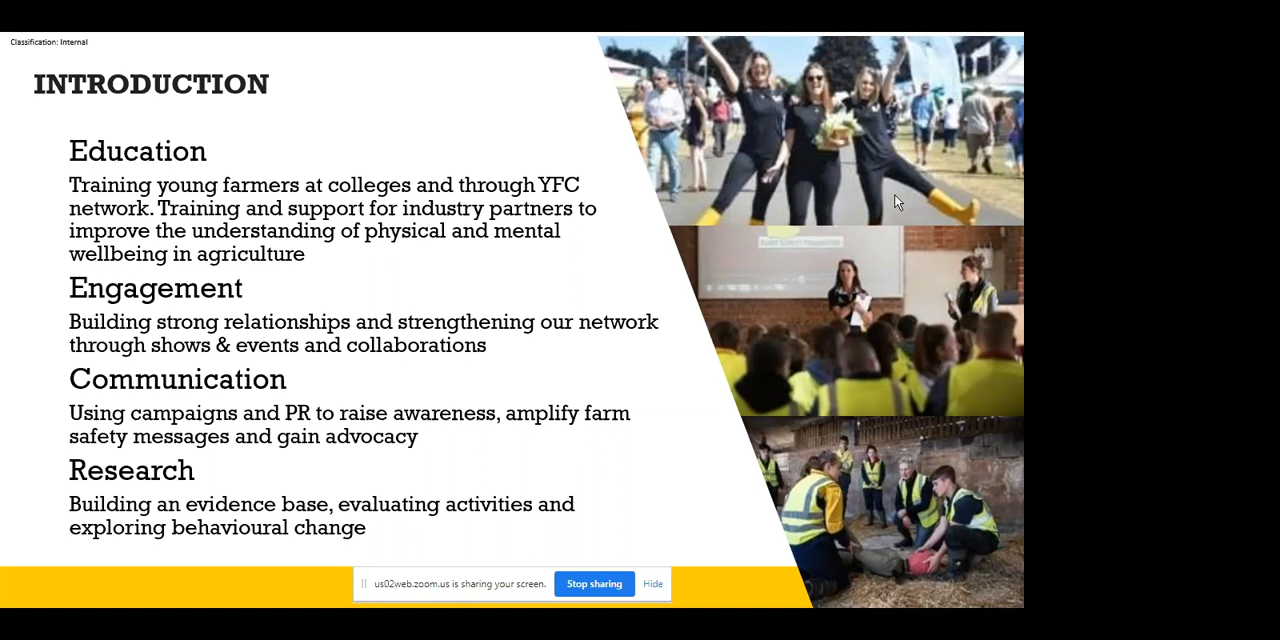 Classification: Internal
INTRODUCTION
Education
Training young farmers at colleges and through YFC
network. Training and support for industry partners to
improve the understanding of physical and mental
wellbeing in agriculture
Engagement
Building strong relationships and strengthening our network
through shows & events and collaborations
Communication
Using campaigns and PR to raise awareness, amplify farm
safety messages and gain advocacy
Research
Building an evidence base, evaluating activities and
exploring behavioural change
us02web.zoom.us is sharing your screen.
Stop sharing
Hide